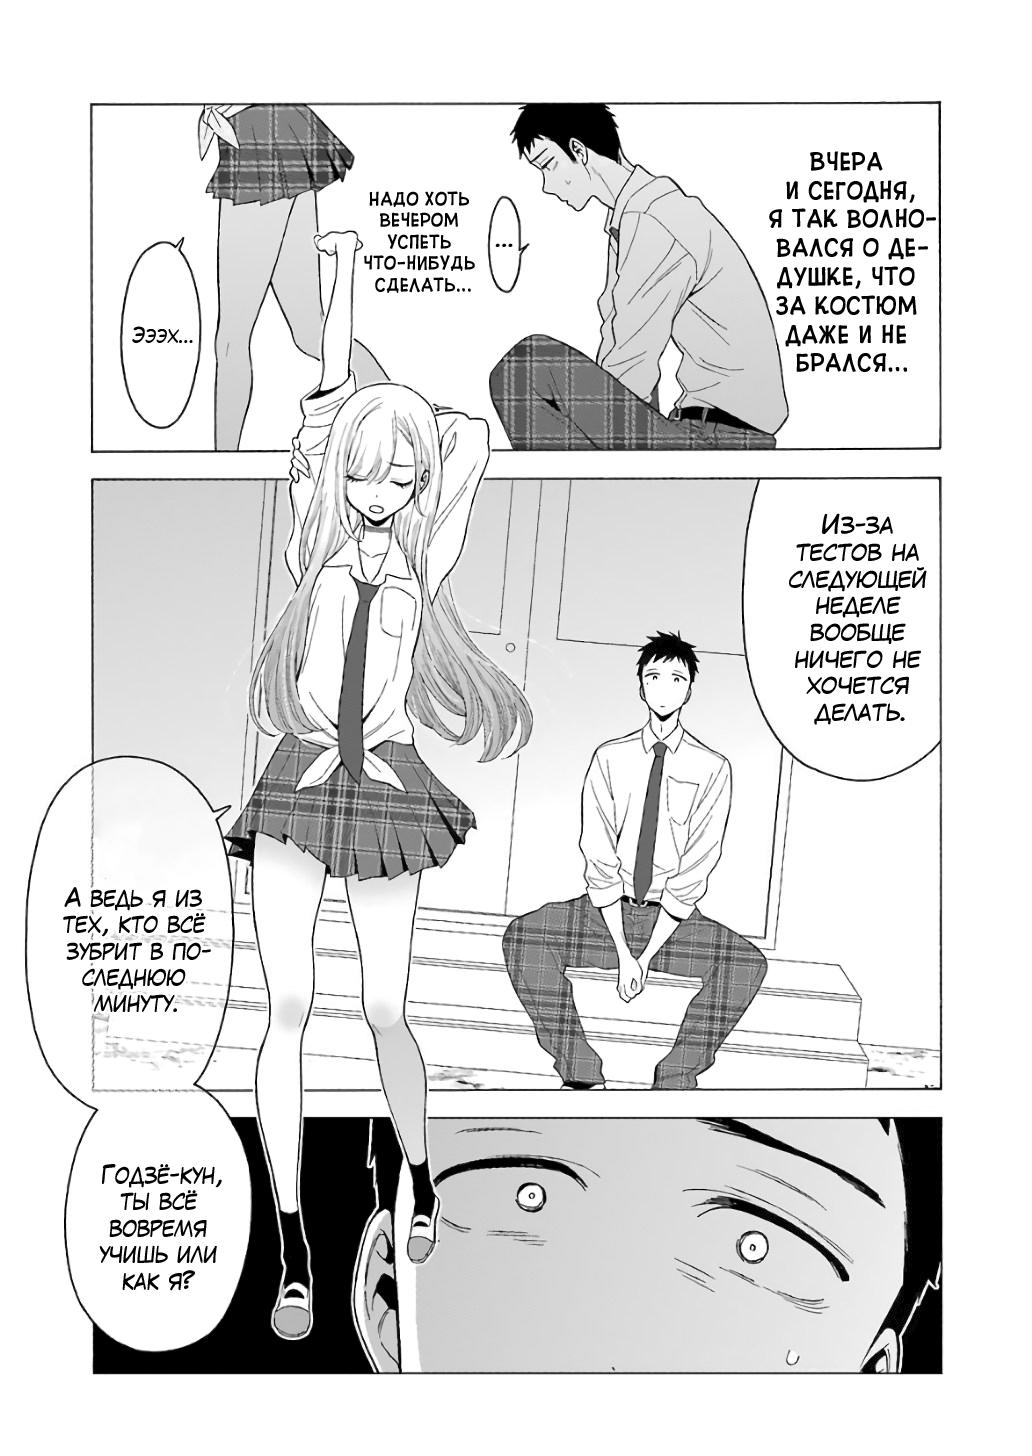 ВЧЕРА
И СЕГОДНЯ,
Я ТАК ВОЛНО-
ВАЛСЯ О ДЕ-
ДУШКЕ, ЧТО
ЗА КОСТЮМ
ДАЖЕ И НЕ
БРАЛСЯ...
...
НАДО ХОТЬ
ВЕЧЕРОМ
УСПЕТЬ
ЧТО-НИБУДЬ
СДЕЛАТЬ...
ЭЭЭХ...
ИЗ-ЗА
ТЕСТОВ НА
СЛЕДУЮЩЕЙ
НЕДЕЛЕ
ВООБЩЕ
НИЧЕГО НЕ
ХОЧЕТСЯ
ДЕЛАТЬ.
А ВЕДЬ Я ИЗ
ТЕХ, КТО ВСЁ
ЗУБРИТ В ПО-
СЛЕДНЮЮ
МИНУТУ.
ГОДЗЁ-КУН,
ТЫ ВСЁ
ВОВРЕМЯ
УЧИШЬ ИЛИ
КАК Я?